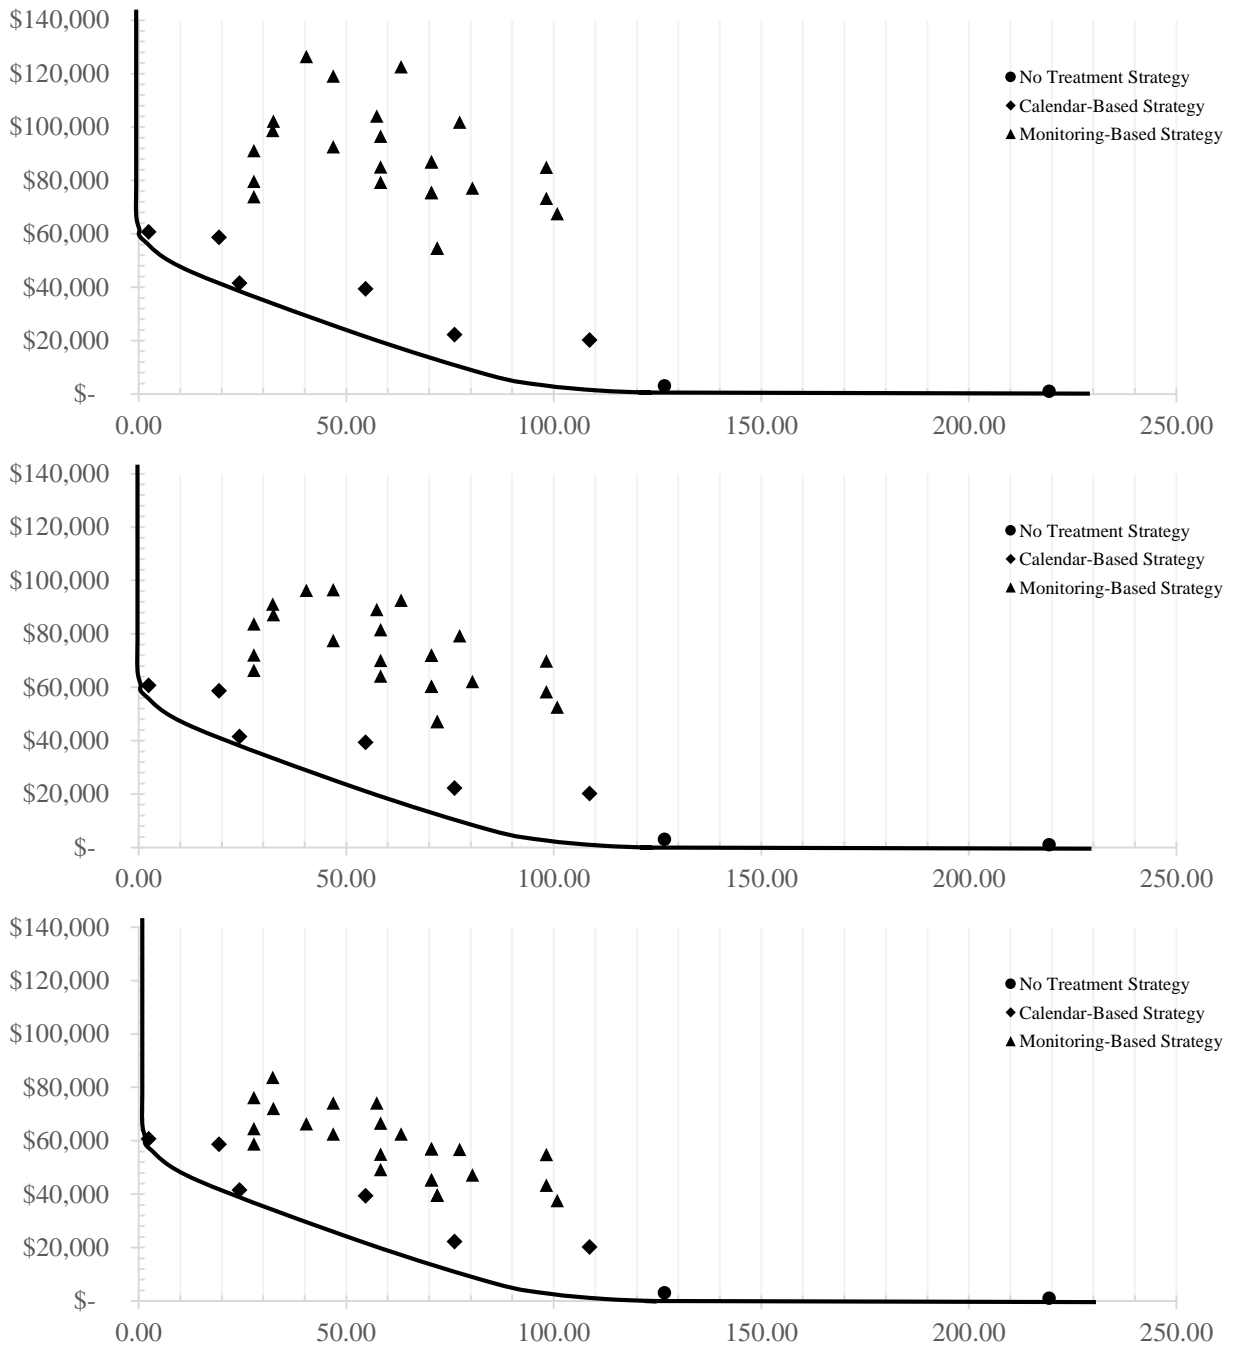 $140,000
$120,000
$100,000
$80,000
$60,000
$40,000
$20,000
$-
0.00 50.00 100.00 150.00 200.00 250.00
No Treatment Strategy
Calendar-Based Strategy
Monitoring-Based Strategy
$140,000
$120,000
$100,000
$80,000
$60,000
$40,000
$20,000
$-
0.00 50.00 100.00 150.00 200.00 250.00
No Treatment Strategy
Calendar-Based Strategy
Monitoring-Based Strategy
$140,000
$120,000
$100,000
$80,000
$60,000
$40,000
$20,000
$-
0.00 50.00 100.00 150.00 200.00 250.00
No Treatment Strategy
Calendar-Based Strategy
Monitoring-Based Strategy